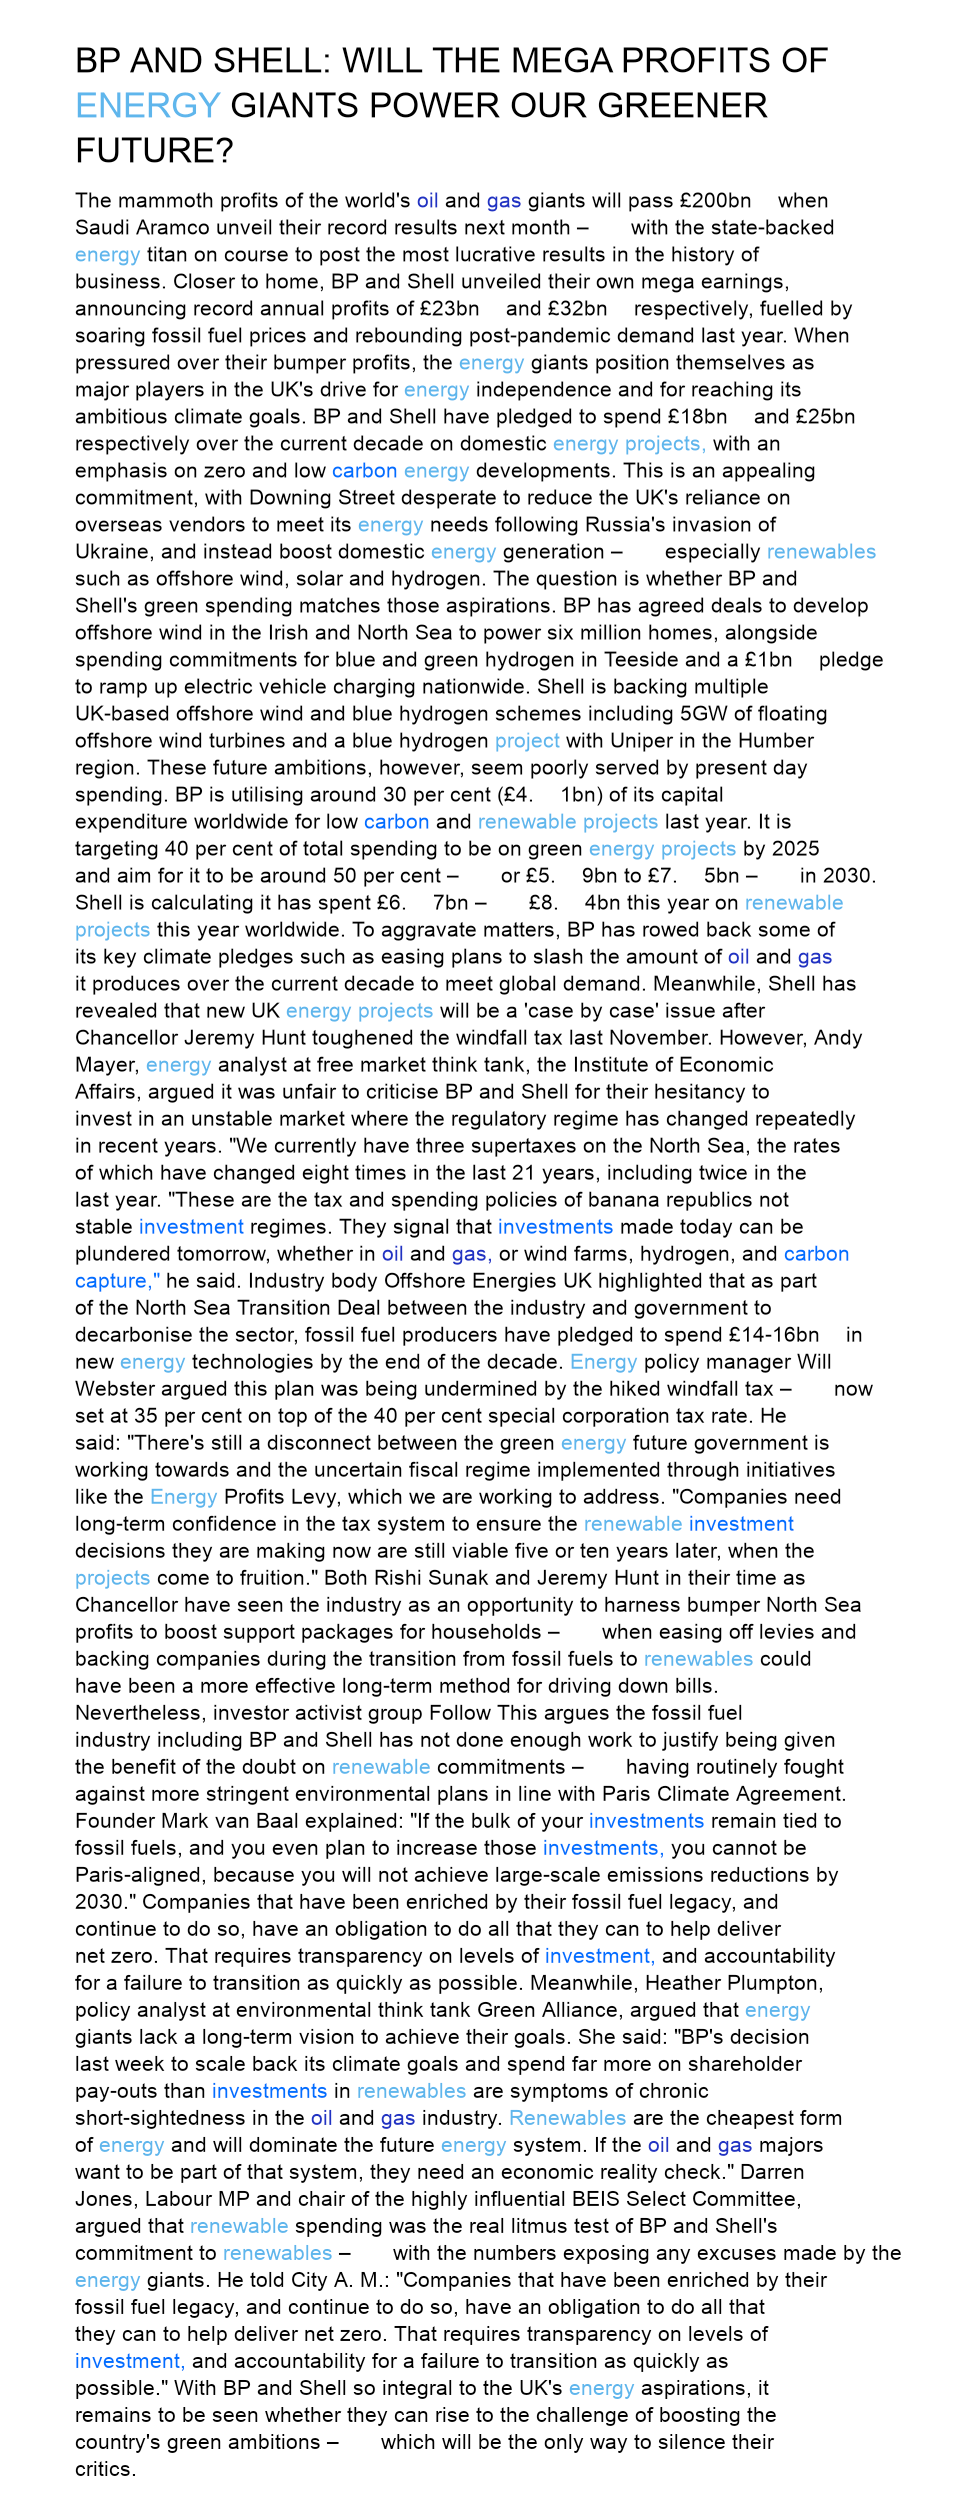 BP AND SHELL: WILL THE MEGA PROFITS OF
ENERGY GIANTS POWER OUR GREENER
FUTURE?
The mammoth profits of the world's oil and gas giants will pass £200bn when
Saudi Aramco unveil their record results next month – with the state-backed
energy titan on course to post the most lucrative results in the history of
business. Closer to home, BP and Shell unveiled their own mega earnings,
announcing record annual profits of £23bn and £32bn respectively, fuelled by
soaring fossil fuel prices and rebounding post-pandemic demand last year. When
pressured over their bumper profits, the energy giants position themselves as
major players in the UK's drive for energy independence and for reaching its
ambitious climate goals. BP and Shell have pledged to spend £18bn and £25bn
respectively over the current decade on domestic energy projects, with an
emphasis on zero and low carbon energy developments. This is an appealing
commitment, with Downing Street desperate to reduce the UK's reliance on
overseas vendors to meet its energy needs following Russia's invasion of
Ukraine, and instead boost domestic energy generation – especially renewables
such as offshore wind, solar and hydrogen. The question is whether BP and
Shell's green spending matches those aspirations. BP has agreed deals to develop
offshore wind in the Irish and North Sea to power six million homes, alongside
spending commitments for blue and green hydrogen in Teeside and a £1bn pledge
to ramp up electric vehicle charging nationwide. Shell is backing multiple
UK-based offshore wind and blue hydrogen schemes including 5GW of floating
offshore wind turbines and a blue hydrogen project with Uniper in the Humber
region. These future ambitions, however, seem poorly served by present day
spending. BP is utilising around 30 per cent (£4. 1bn) of its capital
expenditure worldwide for low carbon and renewable projects last year. It is
targeting 40 per cent of total spending to be on green energy projects by 2025
and aim for it to be around 50 per cent – or £5. 9bn to £7. 5bn – in 2030.
Shell is calculating it has spent £6. 7bn – £8. 4bn this year on renewable
projects this year worldwide. To aggravate matters, BP has rowed back some of
its key climate pledges such as easing plans to slash the amount of oil and gas
it produces over the current decade to meet global demand. Meanwhile, Shell has
revealed that new UK energy projects will be a 'case by case' issue after
Chancellor Jeremy Hunt toughened the windfall tax last November. However, Andy
Mayer, energy analyst at free market think tank, the Institute of Economic
Affairs, argued it was unfair to criticise BP and Shell for their hesitancy to
invest in an unstable market where the regulatory regime has changed repeatedly
in recent years. "We currently have three supertaxes on the North Sea, the rates
of which have changed eight times in the last 21 years, including twice in the
last year. "These are the tax and spending policies of banana republics not
stable investment regimes. They signal that investments made today can be
plundered tomorrow, whether in oil and gas, or wind farms, hydrogen, and carbon
capture," he said. Industry body Offshore Energies UK highlighted that as part
of the North Sea Transition Deal between the industry and government to
decarbonise the sector, fossil fuel producers have pledged to spend £14-16bn in
new energy technologies by the end of the decade. Energy policy manager Will
Webster argued this plan was being undermined by the hiked windfall tax – now
set at 35 per cent on top of the 40 per cent special corporation tax rate. He
said: "There's still a disconnect between the green energy future government is
working towards and the uncertain fiscal regime implemented through initiatives
like the Energy Profits Levy, which we are working to address. "Companies need
long-term confidence in the tax system to ensure the renewable investment
decisions they are making now are still viable five or ten years later, when the
projects come to fruition." Both Rishi Sunak and Jeremy Hunt in their time as
Chancellor have seen the industry as an opportunity to harness bumper North Sea
profits to boost support packages for households – when easing off levies and
backing companies during the transition from fossil fuels to renewables could
have been a more effective long-term method for driving down bills.
Nevertheless, investor activist group Follow This argues the fossil fuel
industry including BP and Shell has not done enough work to justify being given
the benefit of the doubt on renewable commitments – having routinely fought
against more stringent environmental plans in line with Paris Climate Agreement.
Founder Mark van Baal explained: "If the bulk of your investments remain tied to
fossil fuels, and you even plan to increase those investments, you cannot be
Paris-aligned, because you will not achieve large-scale emissions reductions by
2030." Companies that have been enriched by their fossil fuel legacy, and
continue to do so, have an obligation to do all that they can to help deliver
net zero. That requires transparency on levels of investment, and accountability
for a failure to transition as quickly as possible. Meanwhile, Heather Plumpton,
policy analyst at environmental think tank Green Alliance, argued that energy
giants lack a long-term vision to achieve their goals. She said: "BP's decision
last week to scale back its climate goals and spend far more on shareholder
pay-outs than investments in renewables are symptoms of chronic
short-sightedness in the oil and gas industry. Renewables are the cheapest form
of energy and will dominate the future energy system. If the oil and gas majors
want to be part of that system, they need an economic reality check." Darren
Jones, Labour MP and chair of the highly influential BEIS Select Committee,
argued that renewable spending was the real litmus test of BP and Shell's
commitment to renewables – with the numbers exposing any excuses made by the
energy giants. He told City A. M.: "Companies that have been enriched by their
fossil fuel legacy, and continue to do so, have an obligation to do all that
they can to help deliver net zero. That requires transparency on levels of
investment, and accountability for a failure to transition as quickly as
possible." With BP and Shell so integral to the UK's energy aspirations, it
remains to be seen whether they can rise to the challenge of boosting the
country's green ambitions – which will be the only way to silence their
critics.